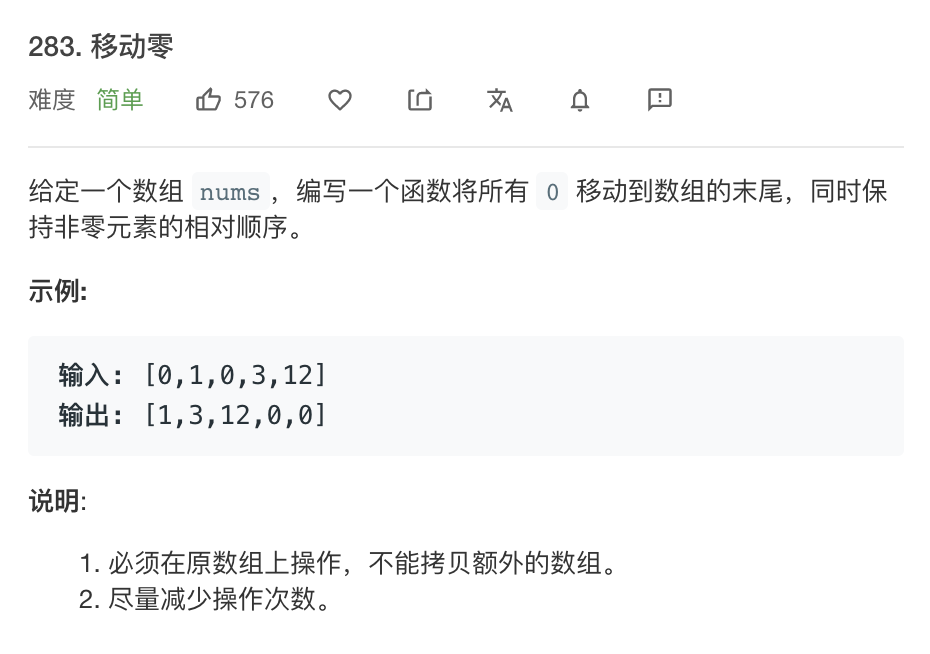 283. 移动零
难度 简单 576
给定一个数组 nums，编写一个函数将所有 0 移动到数组的末尾，同时保
持非零元素的相对顺序。
示例:
输入: [0,1,0,3,12]
输出: [1,3,12,0,0]
说明:
1. 必须在原数组上操作，不能拷贝额外的数组。
2. 尽量减少操作次数。